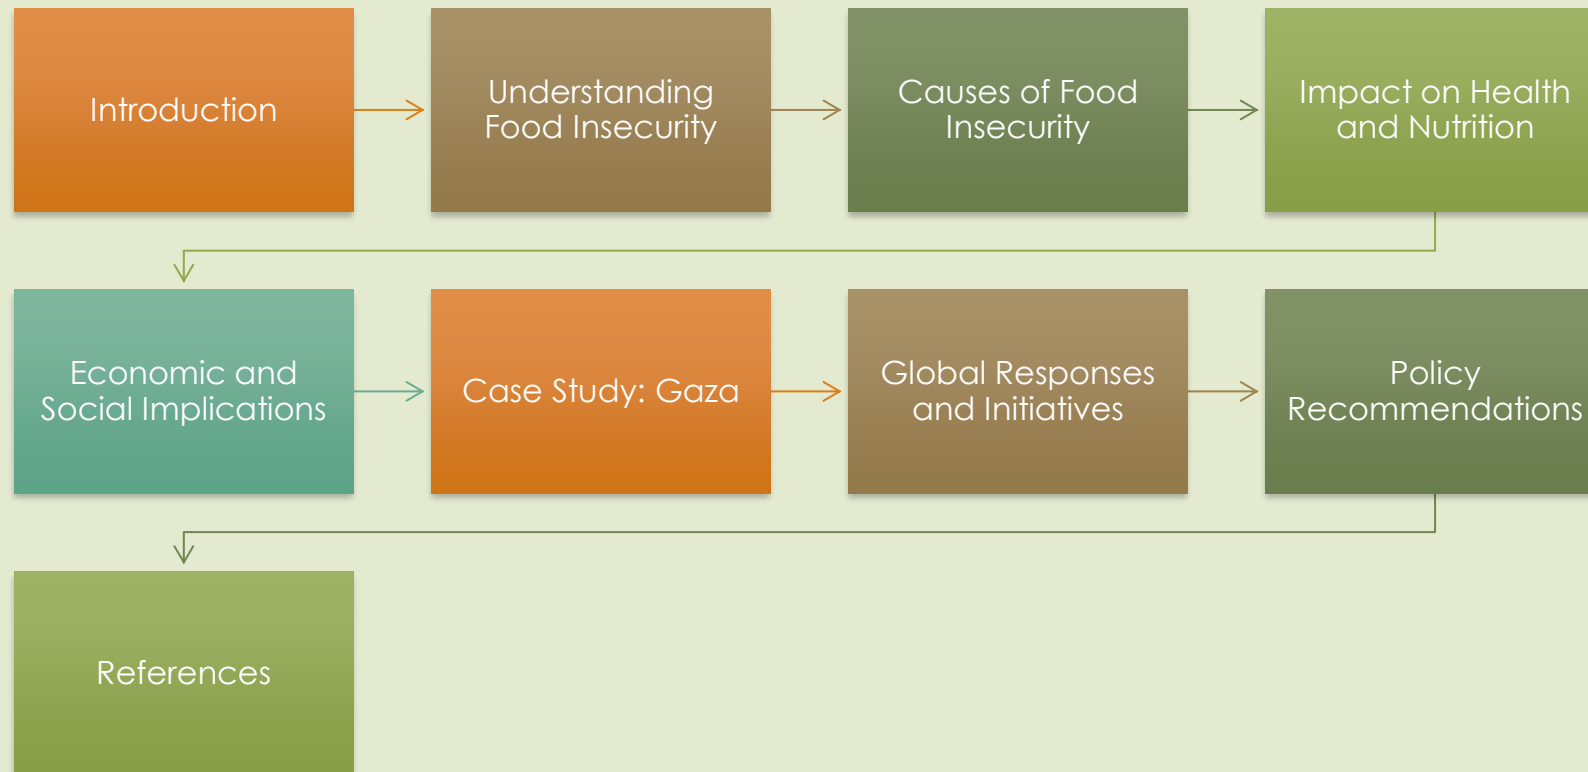 Introduction
Understanding
Food Insecurity
Causes of Food
Insecurity
Impact on Health
and Nutrition
Economic and
Social Implications
Case Study: Gaza
Global Responses
and Initiatives
Policy
Recommendations
References